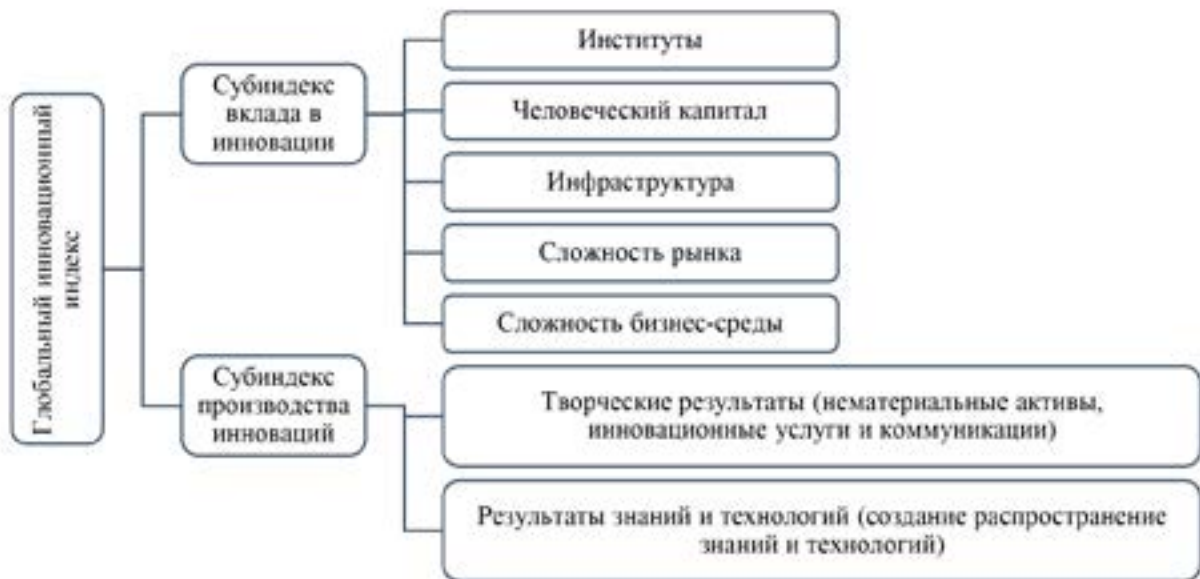 Глобальный инновационный
индекс
Субиндекс
вклада в
инновации
Институты
Человеческий капитал
Инфраструктура
Сложность рынка
Сложность бизнес-среды
Субиндекс
производства
инноваций
Творческие результаты (нематериальные активы,
инновационные услуги и коммуникации)
Результаты знаний и технологий (создание распространение
знаний и технологий)